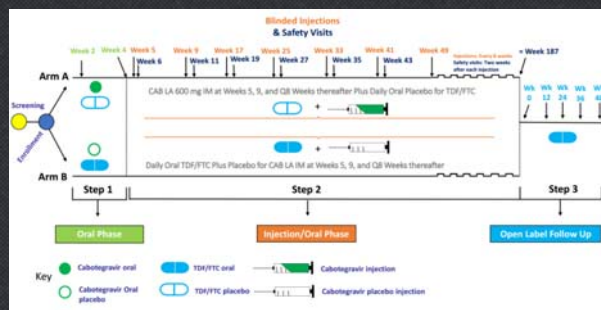 Blinded Injections
& Safety Visits
Week 2
Week 4
Week 5
Week 6
Week 9
Week 11
Week 17
Week 19
Week 25
Week 27
Week 33
Week 35
Week 41
Week 43
Week 49
Injections: Every 8 weeks
Safety visits: Two weeks
after each injection
Week 187
Wk 0
Wk 12
Wk 24
Wk 36
Arm A
CAB LA 600 mg IM at Weeks 5, 9, and Q8 Weeks thereafter Plus Daily Oral Placebo for TDF/FTC
Screening
Enrollment
+
+
Daily Oral TDF/FTC Plus Placebo for CAB LA IM at Weeks 5, 9, and Q8 Weeks thereafter
Arm B
Step 1
Step 2
Step 3
Oral Phase
Injection/Oral Phase
Open Label Follow Up
Key
Cabotegravir oral
TDF/FTC oral
Cabotegravir injection
Cabotegravir Oral
placebo
TDF/FTC placebo
Cabotegravir placebo injection